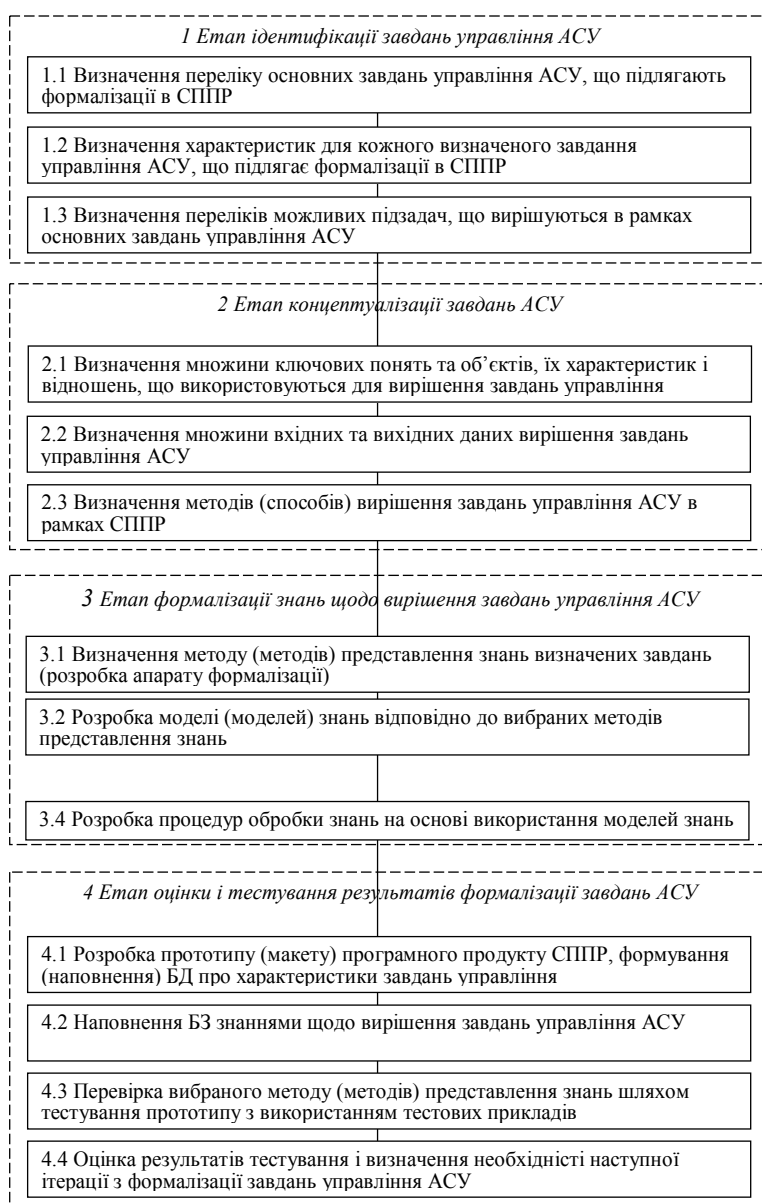 1 Етап ідентифікації завдань управління АСУ
1.1 Визначення переліку основних завдань управління АСУ, що підлягають
формалізації в СППР
1.2 Визначення характеристик для кожного визначеного завдання
управління АСУ, що підлягає формалізації в СППР
1.3 Визначення переліків можливих підзадач, що вирішуються в рамках
основних завдань управління АСУ
2 Етап концептуалізації завдань АСУ
2.1 Визначення множини ключових понять та об’єктів, їх характеристик і
відношень, що використовуються для вирішення завдань управління
2.2 Визначення множини вхідних та вихідних даних вирішення завдань
управління АСУ
2.3 Визначення методів (способів) вирішення завдань управління АСУ в
рамках СППР
3 Етап формалізації знань щодо вирішення завдань управління АСУ
3.1 Визначення методу (методів) представлення знань визначених завдань
(розробка апарату формалізації)
3.2 Розробка моделі (моделей) знань відповідно до вибраних методів
представлення знань
3.4 Розробка процедур обробки знань на основі використання моделей знань
4 Етап оцінки і тестування результатів формалізації завдань АСУ
4.1 Розробка прототипу (макету) програмного продукту СППР, формування
(наповнення) БД про характеристики завдань управління
4.2 Наповнення БЗ знаннями щодо вирішення завдань управління АСУ
4.3 Перевірка вибраного методу (методів) представлення знань шляхом
тестування прототипу з використанням тестових прикладів
4.4 Оцінка результатів тестування і визначення необхідністі наступної
ітерації з формалізації завдань управління АСУ